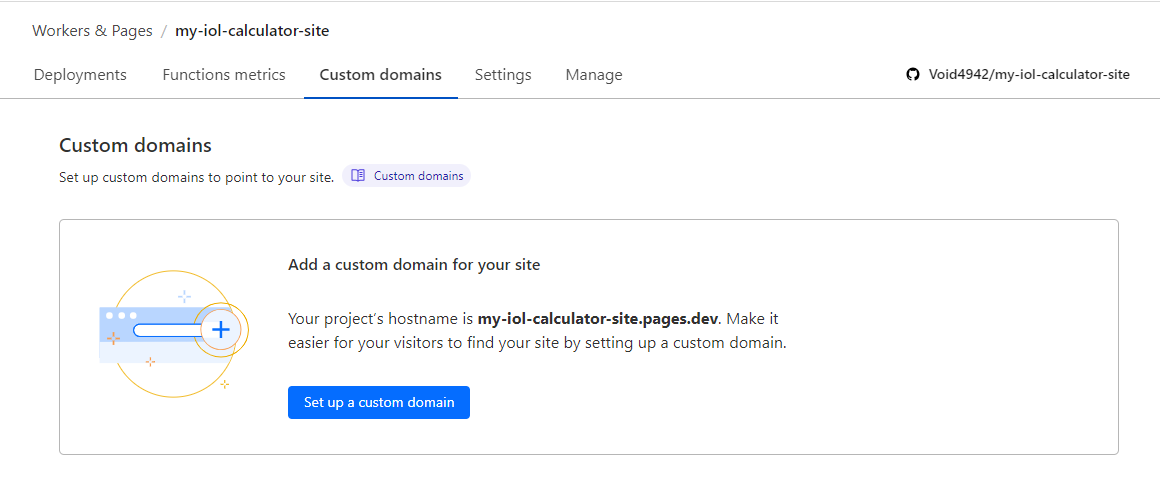 Workers & Pages / my-iol-calculator-site
Deployments Functions metrics Custom domains Settings Manage Void4942/my-iol-calculator-site
Custom domains
Set up custom domains to point to your site. Custom domains
Add a custom domain for your site
Your project's hostname is my-iol-calculator-site.pages.dev. Make it
easier for your visitors to find your site by setting up a custom domain.
Set up a custom domain